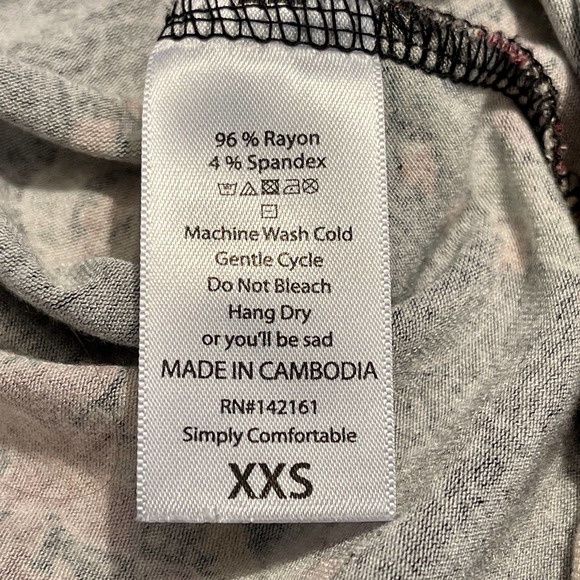 96 % Rayon
4 % Spandex
Machine Wash Cold
Gentle Cycle
Do Not Bleach
Hang Dry
or you'll be sad
MADE IN CAMBODIA
RN#142161
Simply Comfortable
XXS